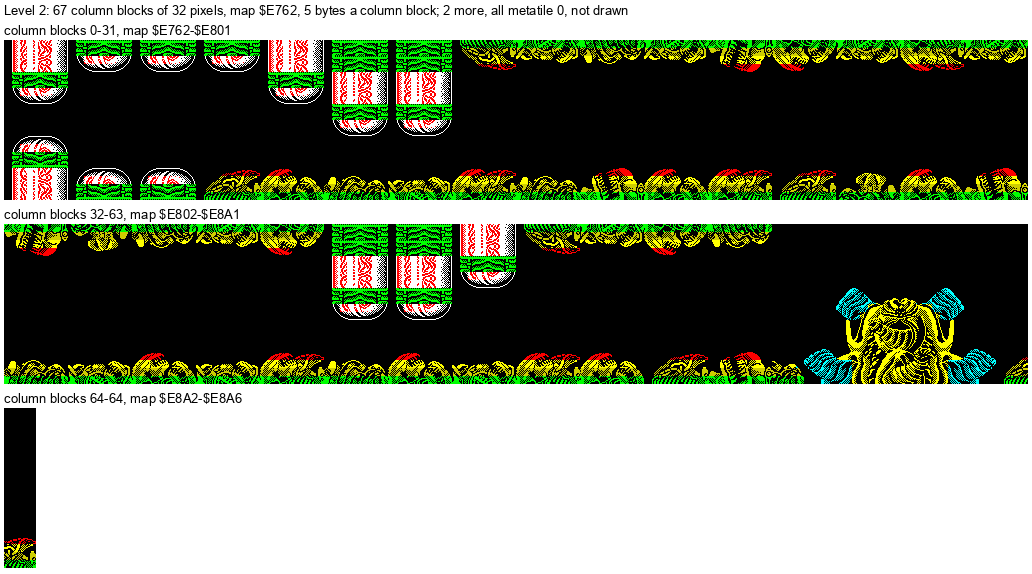 Level 2: 67 column blocks of 32 pixels, map $E762, 5 bytes a column block; 2 more, all metatile 0, not drawn
column blocks 0-31, map $E762-$E801
column blocks 32-63, map $E802-$E8A1
column blocks 64-64, map $E8A2-$E8A6